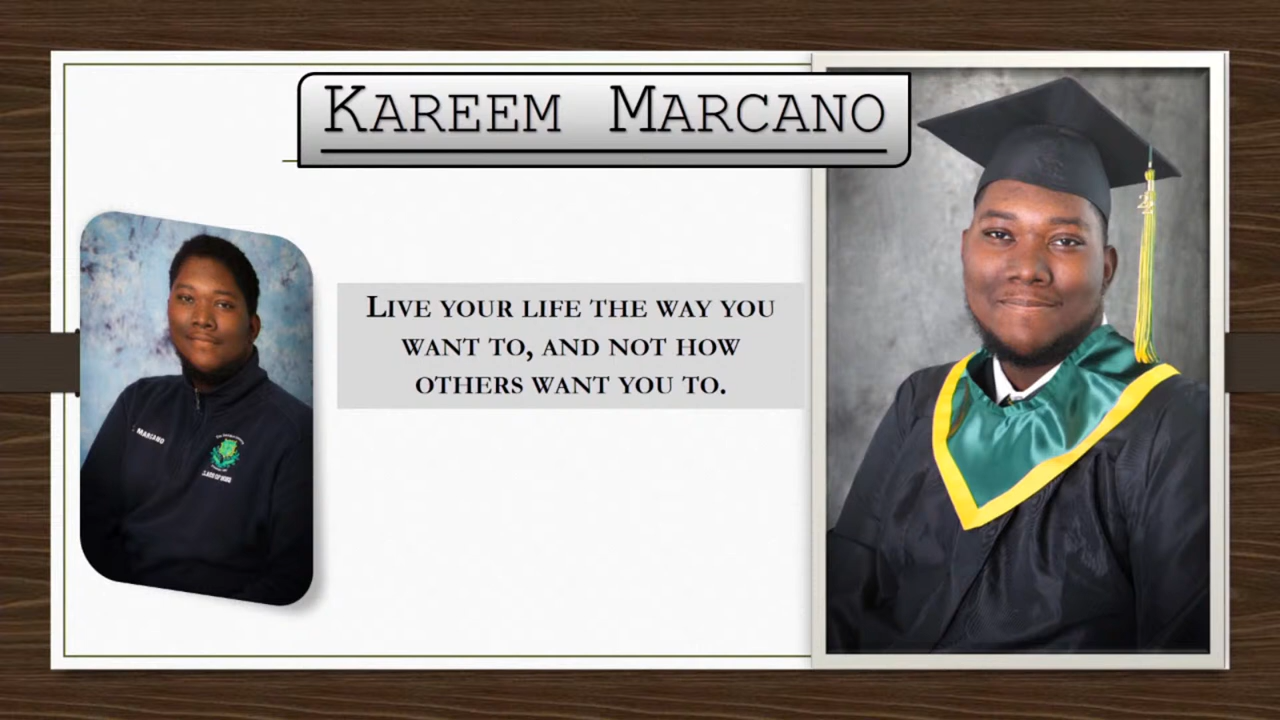 KAREEM MARCANO
LIVE YOUR LIFE THE WAY YOU
WANT TO, AND NOT HOW
OTHERS WANT YOU TO.